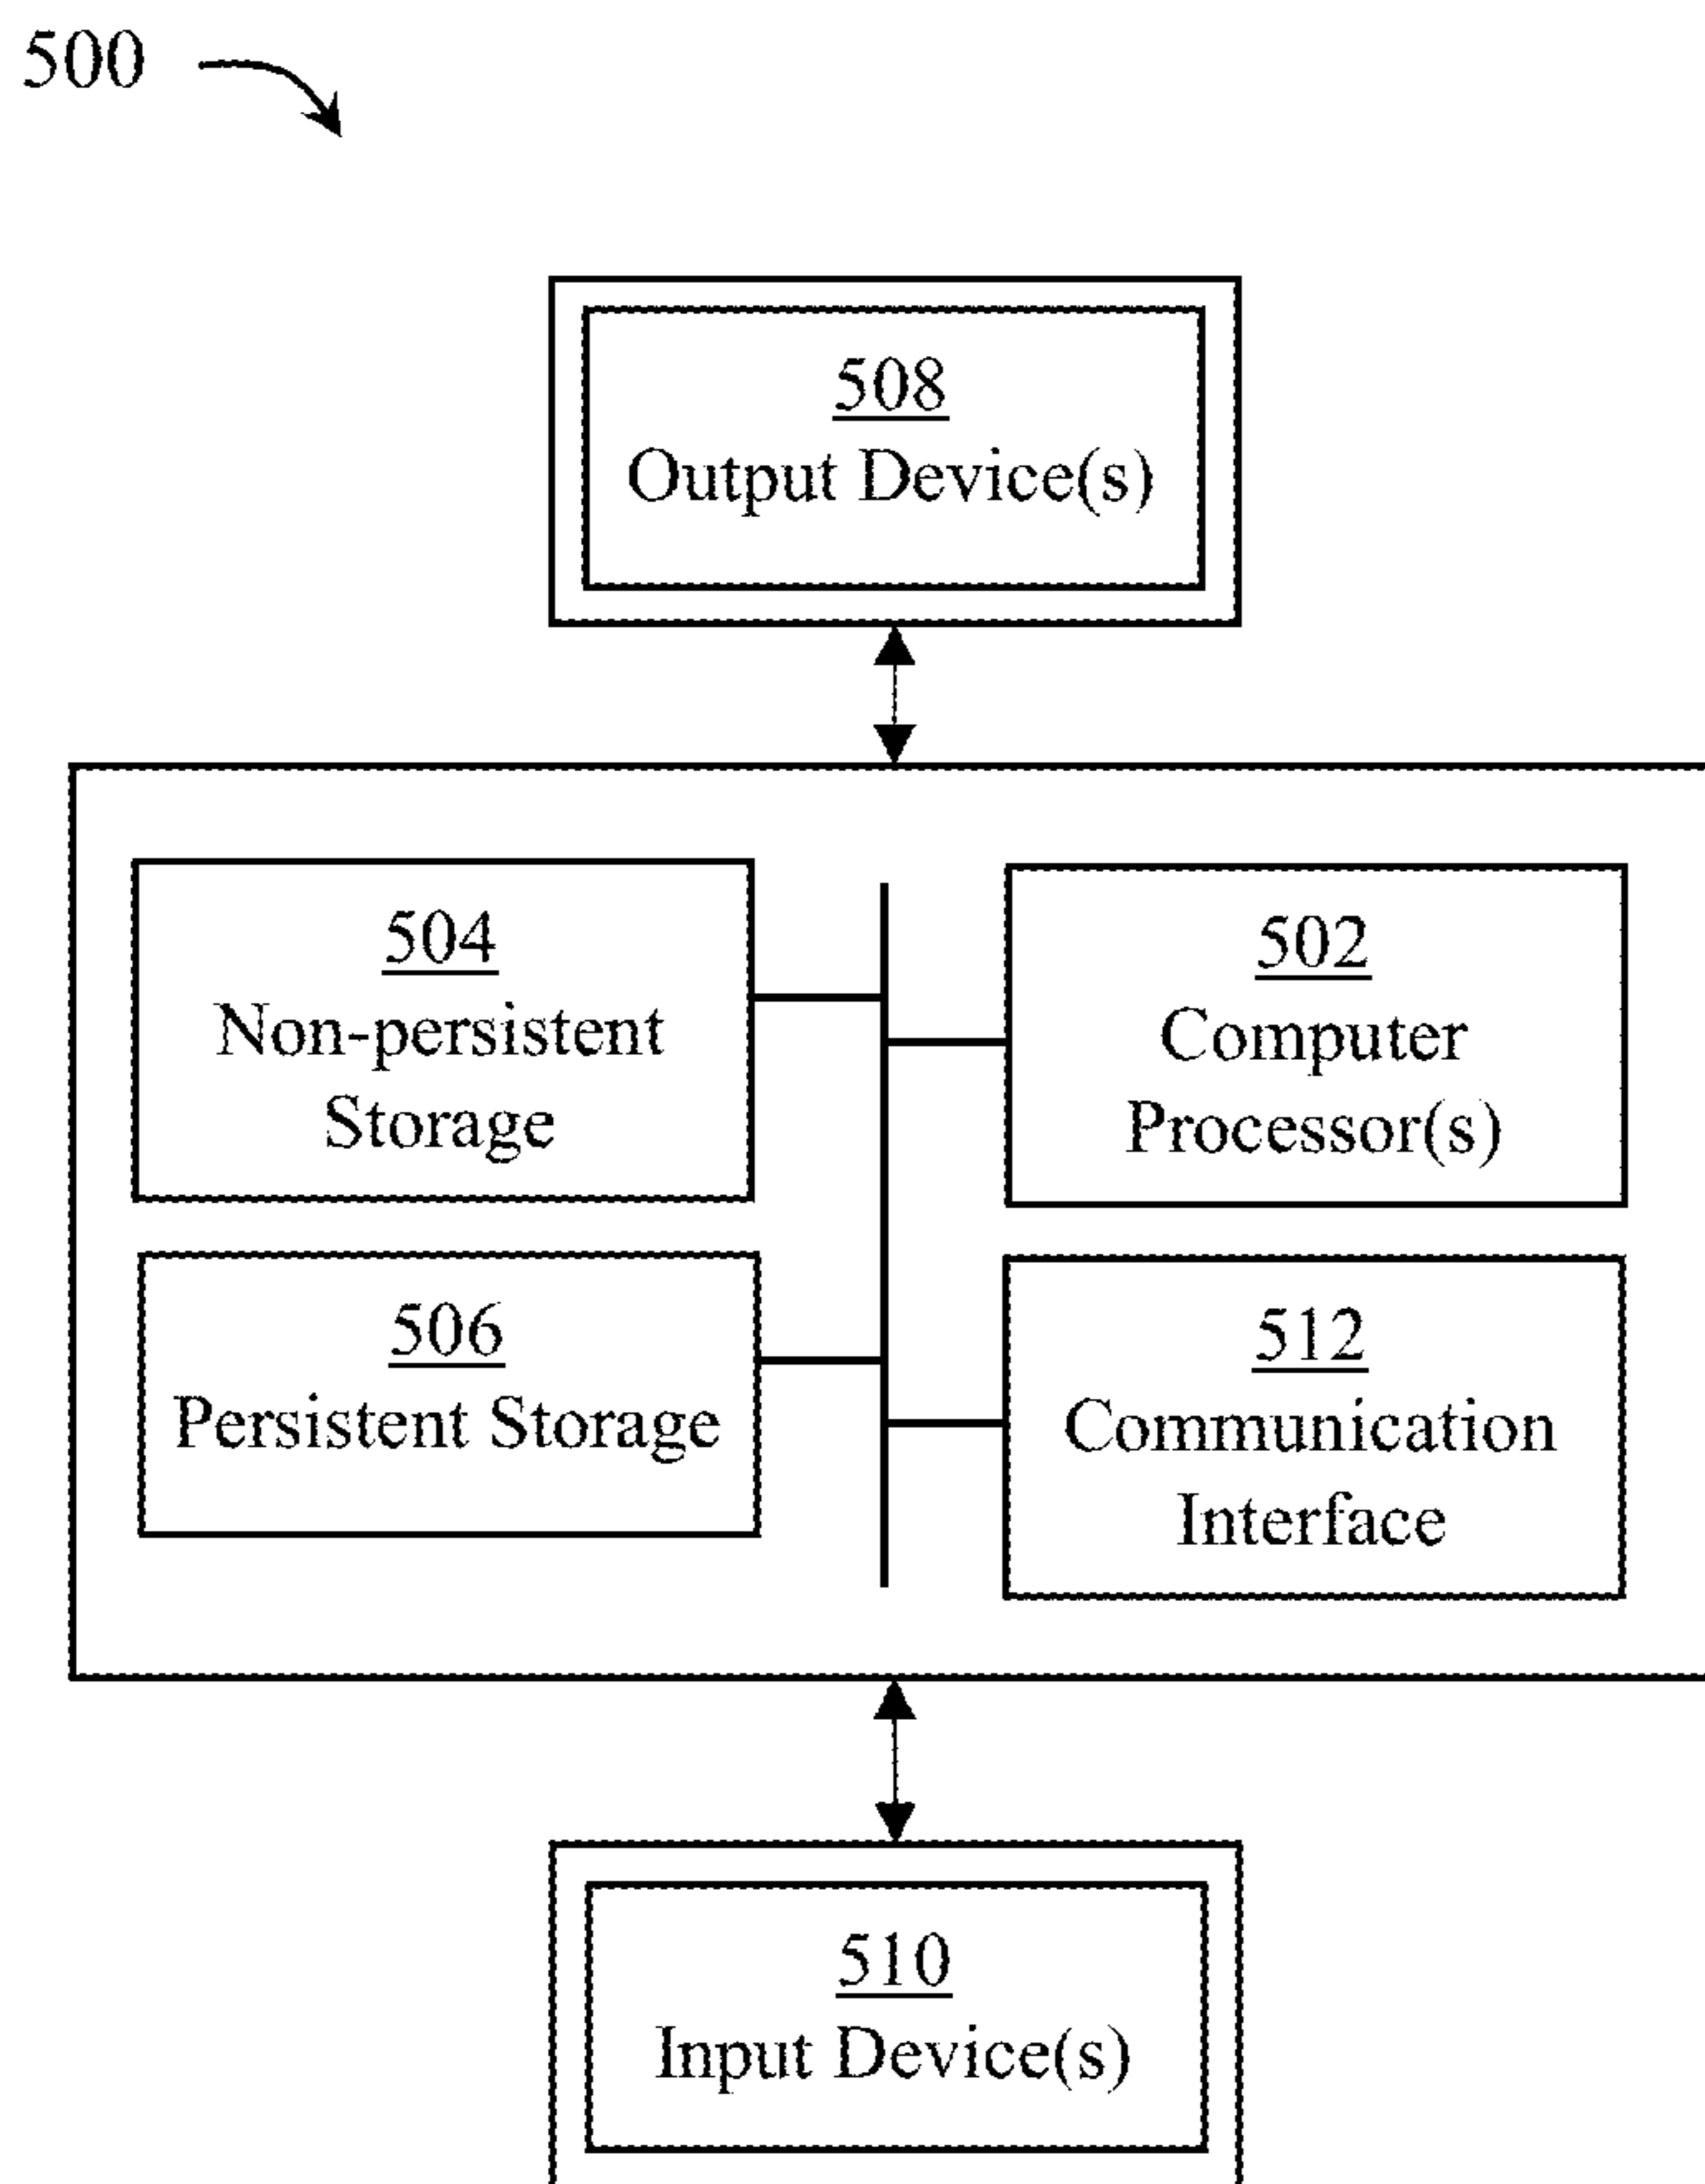 500
508
Output Device(s)
504
Non-persistent
Storage
502
Computer
Processor(s)
506
Persistent Storage
512
Communication
Interface
510
Input Device(s)